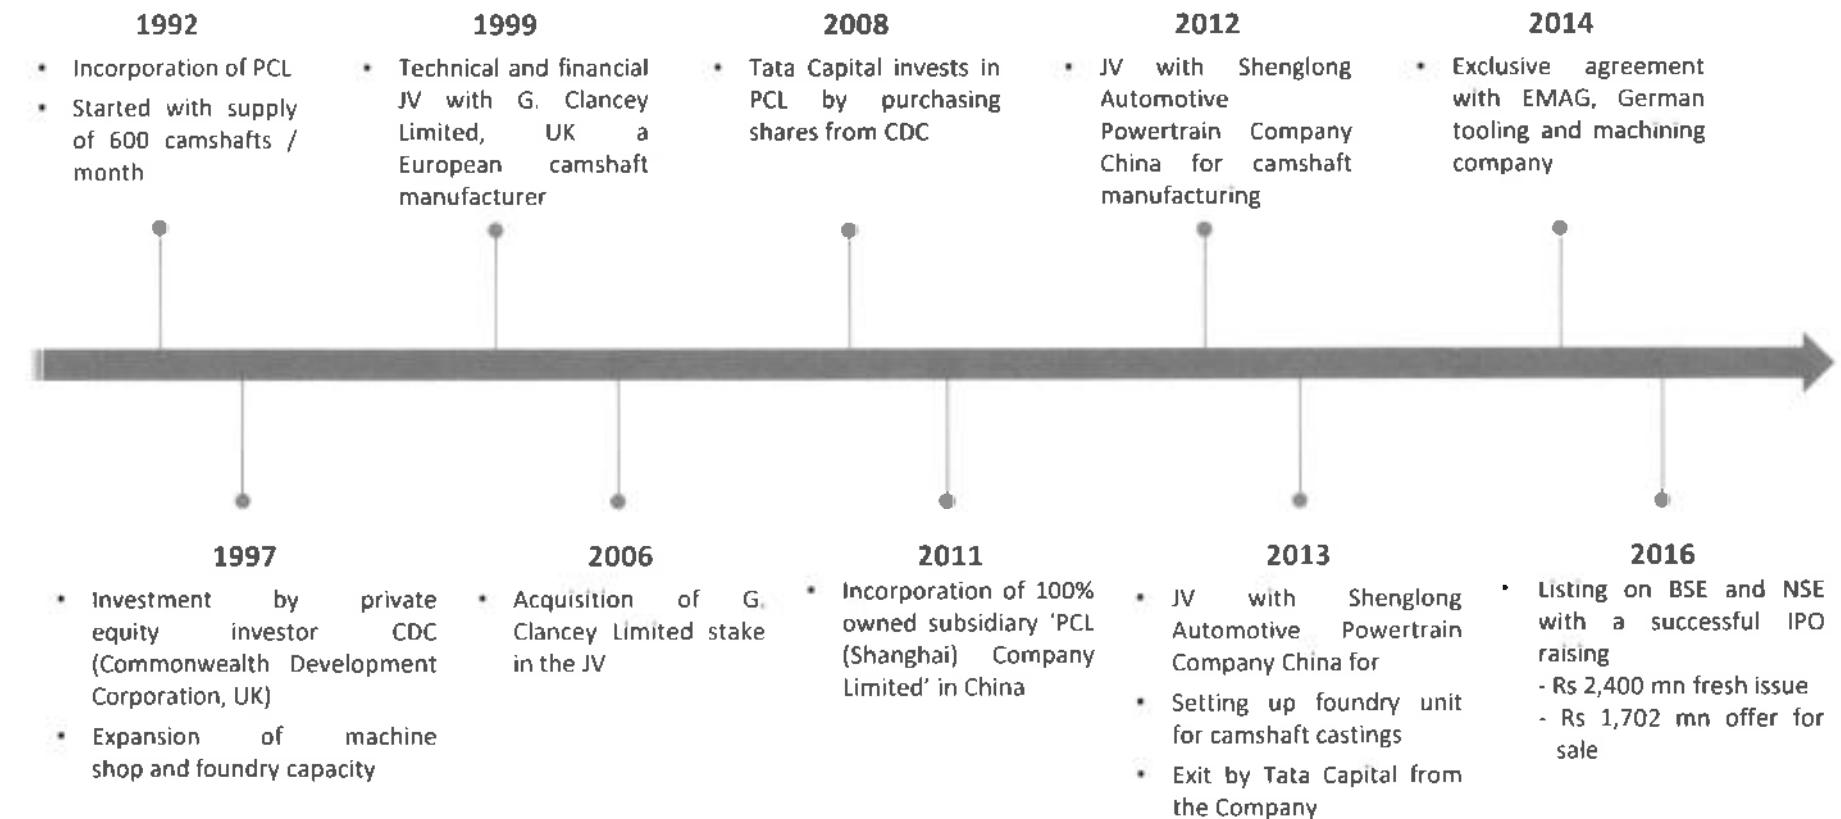 1992
• Incorporation of PCL
• Started with supply
of 600 camshafts /
month
1999
• Technical and financial
JV with G. Clancey
Limited, UK a
European camshaft
manufacturer
2008
• Tata Capital invests in
PCL by purchasing
shares from CDC
2012
• JV with Shenglong
Automotive
Powertrain Company
China for camshaft
manufacturing
2014
• Exclusive agreement
with EMAG, German
tooling and machining
company
1997
• Investment by private
equity investor CDC
(Commonwealth Development
Corporation, UK)
• Expansion of machine
shop and foundry capacity
2006
• Acquisition of G.
Clancey Limited stake
in the JV
2011
• Incorporation of 100%
owned subsidiary 'PCL
(Shanghai) Company
Limited' in China
2013
• JV with Shenglong
Automotive Powertrain
Company China for
• Setting up foundry unit
for camshaft castings
• Exit by Tata Capital from
the Company
2016
• Listing on BSE and NSE
with a successful IPO
raising
- Rs 2,400 mn fresh issue
- Rs 1,702 mn offer for
sale